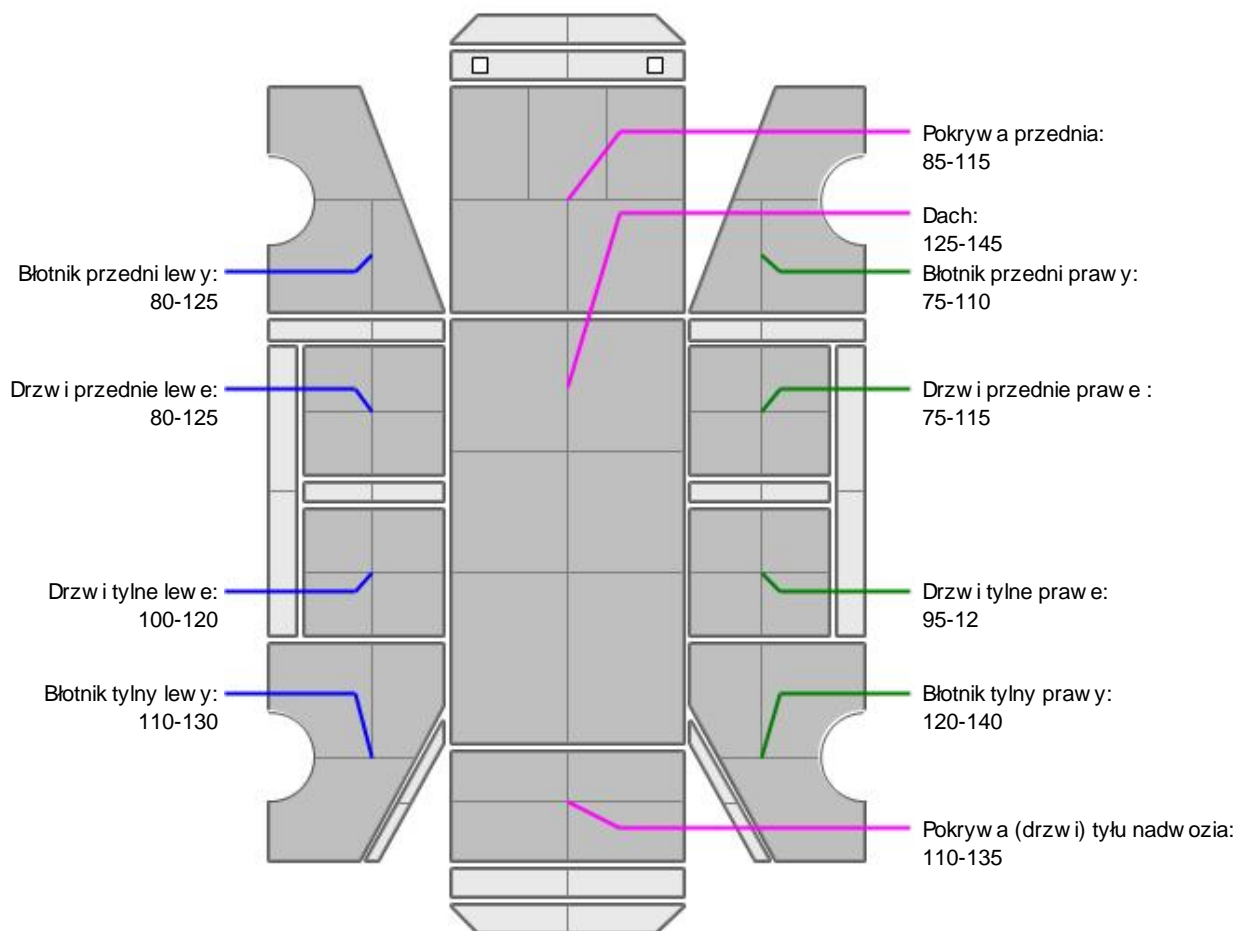 Pokrywa przednia:
85-115
Dach:
125-145
Błotnik przedni lewy:
80-125
Błotnik przedni prawy:
75-110
Drzwi przednie lewe:
80-125
Drzwi przednie prawe :
75-115
Drzwi tylne lewe:
100-120
Drzwi tylne prawe:
95-12
Błotnik tylny lewy:
110-130
Błotnik tylny prawy:
120-140
Pokrywa (drzwi) tyłu nadwozia:
110-135